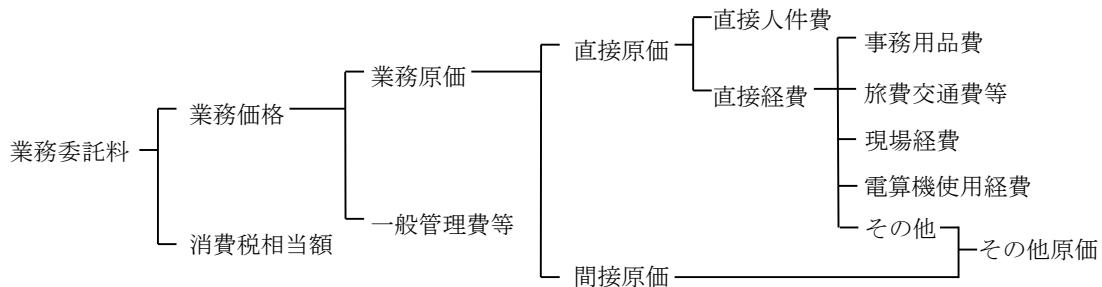 直接人件費
事務用品費
直接原価
業務原価
直接経費
旅費交通費等
業務価格
現場経費
業務委託料
電算機使用経費
一般管理費等
その他
消費税相当額
その他原価
間接原価